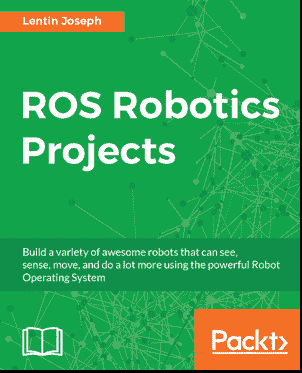 Lentin Joseph
ROS Robotics
Projects
Build a variety of awesome robots that can see,
sense, move, and do a lot more using the powerful Robot
Operating System
Packt>